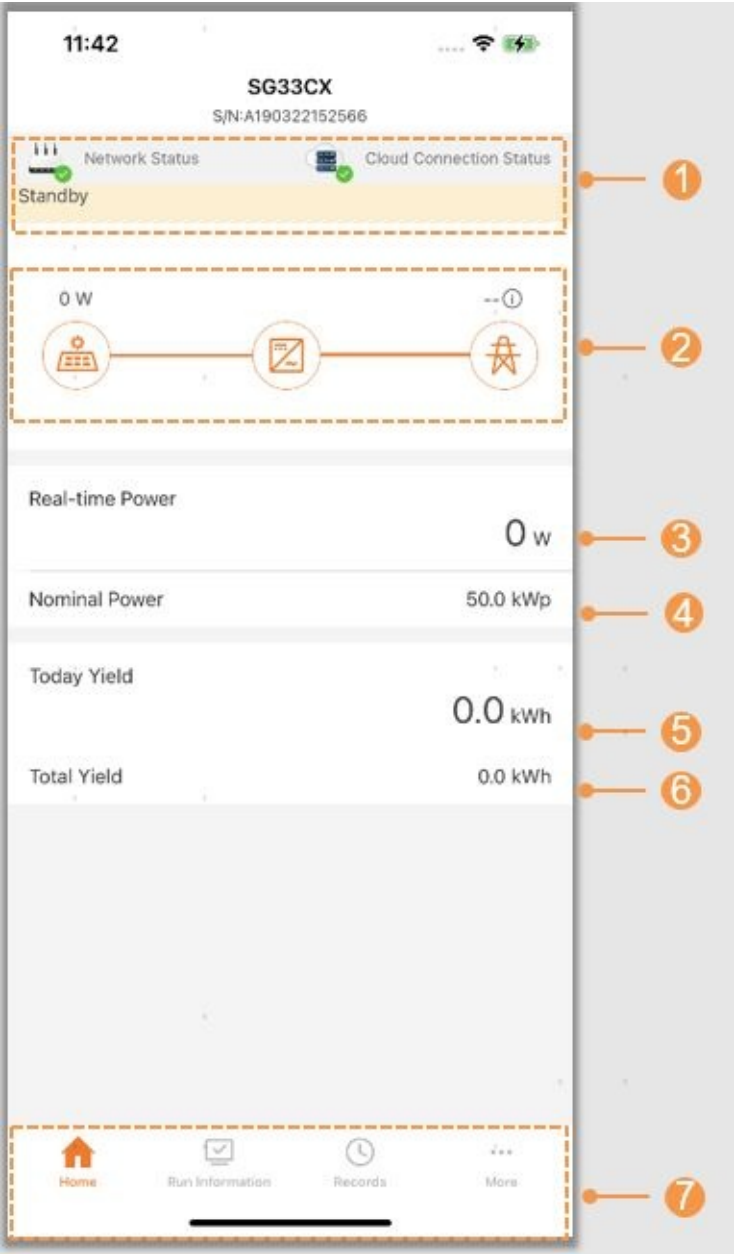 11:42
SG33CX
S/N:A190322152566
Network Status Cloud Connection Status
1
Standby
0 W --
2
Real-time Power
0 W
3
Nominal Power 50.0 kWp
4
Today Yield
0.0 kWh
5
Total Yield 0.0 kWh
6
Home Run Information Records More
7